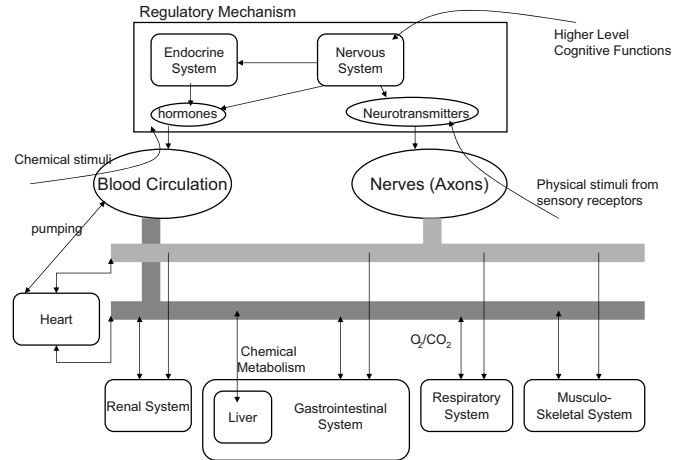 Regulatory Mechanism
Higher Level
Cognitive Functions
Endocrine
System
Nervous
System
hormones
Neurotransmitters
Chemical stimuli
Blood Circulation
Nerves (Axons)
Physical stimuli from
sensory receptors
pumping
Heart
O2/CO2
Chemical
Metabolism
Renal System
Liver
Gastrointestinal
System
Respiratory
System
Musculo-
Skeletal System